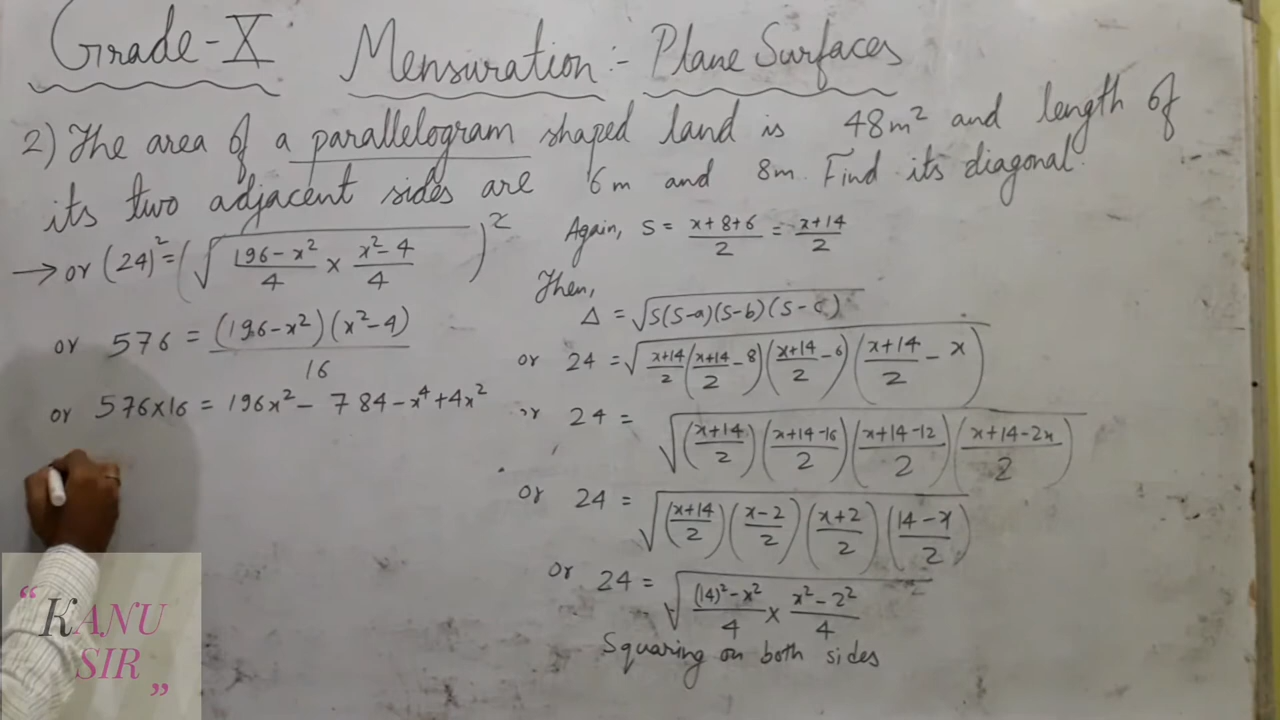 Grade-X Mensuration :- Plane Surfaces
2) The area of a parallelogram shaped land is 48m² and length of
its two adjacent sides are 6m and 8m. Find its diagonal.
→ or (24)² = (√((196-x²)/4 × (x²-4)/4))²
or 576 = (196-x²)(x²-4)/16
or 576×16 = 196x² - 784 - x⁴ + 4x²
Again, S = (x+8+6)/2 = (x+14)/2
Then,
Δ = √(S(S-a)(S-b)(S-c))
or 24 = √((x+14)/2 ((x+14)/2 - 8)((x+14)/2 - 6)((x+14)/2 - x))
or 24 = √(((x+14)/2)((x+14-16)/2)((x+14-12)/2)((x+14-2x)/2))
or 24 = √(((x+14)/2)((x-2)/2)((x+2)/2)((14-x)/2))
or 24 = √(((14)²-x²)/4 × (x²-2²)/4)
Squaring on both sides
"KANU
SIR"